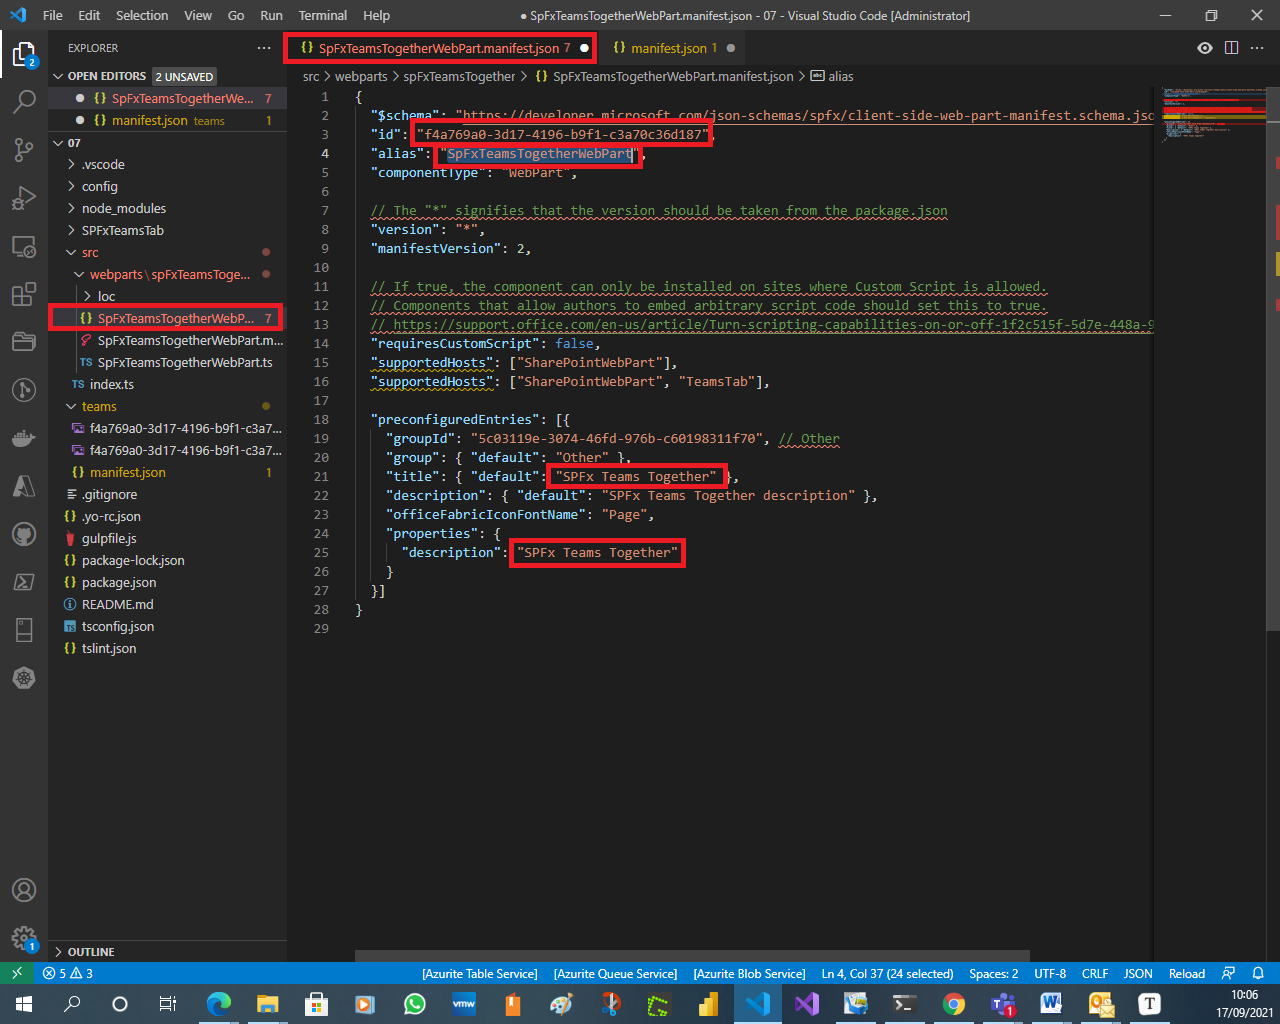 File Edit Selection View Go Run Terminal Help
● SpFxTeamsTogetherWebPart.manifest.json - 07 - Visual Studio Code [Administrator]
EXPLORER
OPEN EDITORS 2 UNSAVED
SpFxTeamsTogetherWe... 7
manifest.json teams 1
07
.vscode
config
node_modules
SPFxTeamsTab
src
webparts\spFxTeamsToge...
loc
SpFxTeamsTogetherWebP... 7
SpFxTeamsTogetherWebPart.m...
TS SpFxTeamsTogetherWebPart.ts
TS index.ts
teams
f4a769a0-3d17-4196-b9f1-c3a7...
f4a769a0-3d17-4196-b9f1-c3a7...
manifest.json 1
.gitignore
{} .yo-rc.json
gulpfile.js
{} package-lock.json
{} package.json
README.md
tsconfig.json
{} tslint.json
OUTLINE
{} SpFxTeamsTogetherWebPart.manifest.json 7 ●
{} manifest.json 1 ●
src > webparts > spFxTeamsTogether > {} SpFxTeamsTogetherWebPart.manifest.json > abc alias
1 {
2 "$schema": "https://developer.microsoft.com/json-schemas/spfx/client-side-web-part-manifest.schema.jsc
3 "id": "f4a769a0-3d17-4196-b9f1-c3a70c36d187",
4 "alias": "SpFxTeamsTogetherWebPart",
5 "componentType": "WebPart",
6
7 // The "*" signifies that the version should be taken from the package.json
8 "version": "*",
9 "manifestVersion": 2,
10
11 // If true, the component can only be installed on sites where Custom Script is allowed.
12 // Components that allow authors to embed arbitrary script code should set this to true.
13 // https://support.office.com/en-us/article/Turn-scripting-capabilities-on-or-off-1f2c515f-5d7e-448a-9
14 "requiresCustomScript": false,
15 "supportedHosts": ["SharePointWebPart"],
16 "supportedHosts": ["SharePointWebPart", "TeamsTab"],
17
18 "preconfiguredEntries": [{
19 "groupId": "5c03119e-3074-46fd-976b-c60198311f70", // Other
20 "group": { "default": "Other" },
21 "title": { "default": "SPFx Teams Together" },
22 "description": { "default": "SPFx Teams Together description" },
23 "officeFabricIconFontName": "Page",
24 "properties": {
25 "description": "SPFx Teams Together"
26 }
27 }]
28 }
29
2
1
5 3 [Azurite Table Service] [Azurite Queue Service] [Azurite Blob Service] Ln 4, Col 37 (24 selected) Spaces: 2 UTF-8 CRLF JSON Reload
vmw
1
T
10:06
17/09/2021